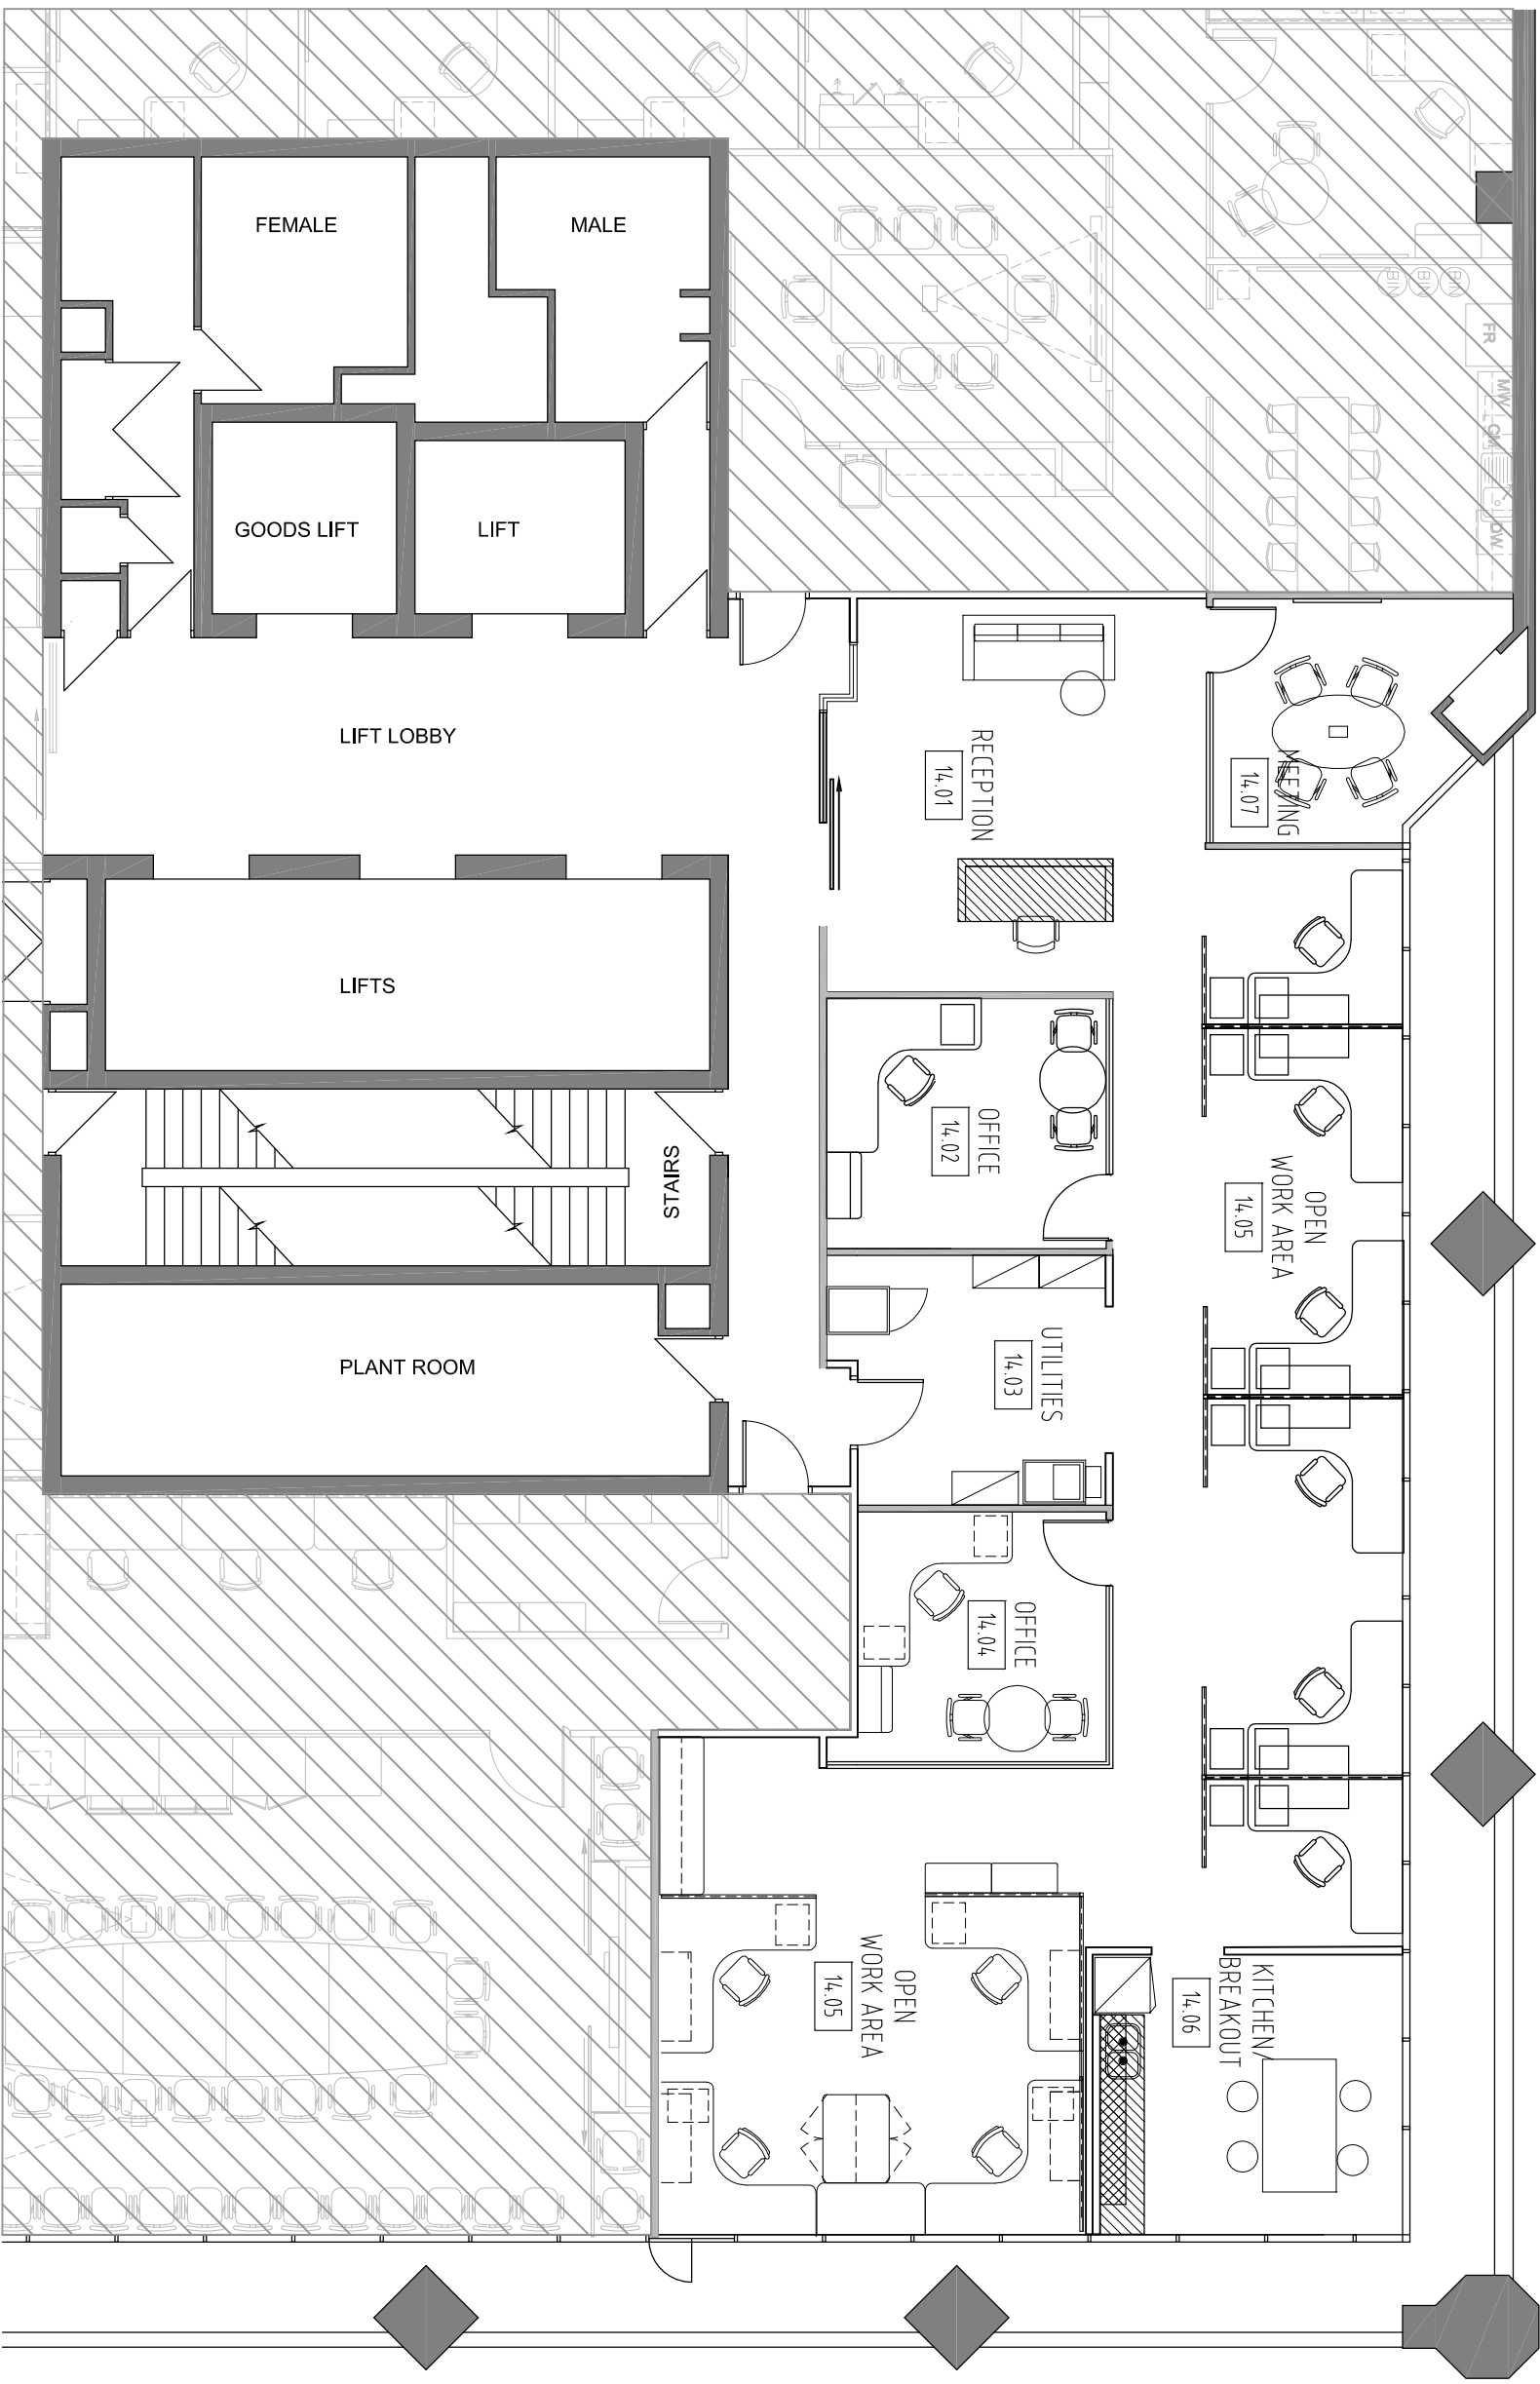 FEMALE
MALE
BIN
BIN
BIN
FR
MW
CM
DW
GOODS LIFT
LIFT
LIFT LOBBY
RECEPTION
14.01
MEETING
14.07
LIFTS
OFFICE
14.02
STAIRS
OPEN
WORK AREA
14.05
PLANT ROOM
UTILITIES
14.03
OFFICE
14.04
OPEN
WORK AREA
14.05
KITCHEN/
BREAKOUT
14.06